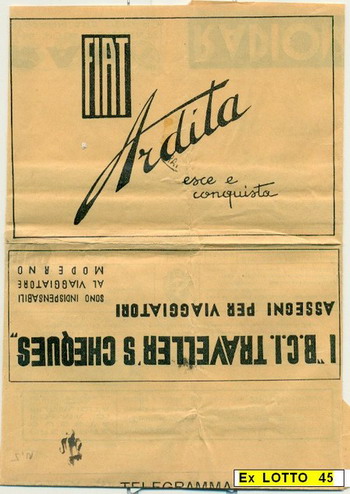 FIAT
Ardita
esce e
conquista
I "B.C.I. TRAVELLER'S CHEQUES"
ASSEGNI PER VIAGGIATORI
SONO INDISPENSABILI
AL VIAGGIATORE
MODERNO
TELEGRAMMA
Ex LOTTO 45